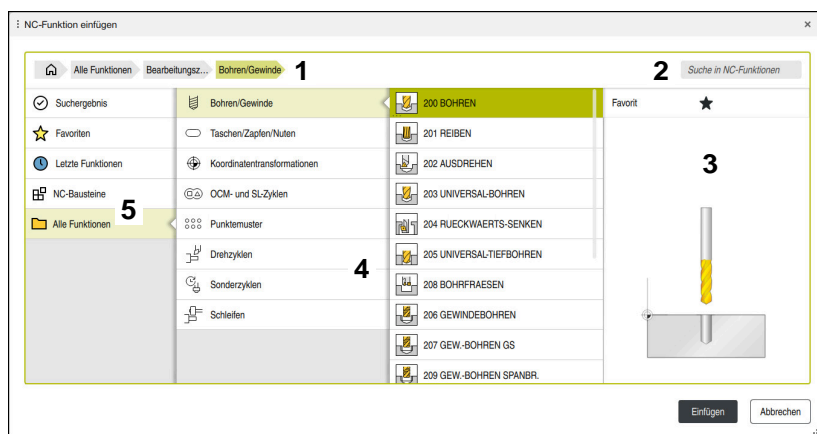 NC-Funktion einfügen
Alle Funktionen Bearbeitungsz... Bohren/Gewinde 1 2 Suche in NC-Funktionen
Suchergebnis
Favoriten
Letzte Funktionen
NC-Bausteine
5
Alle Funktionen
Bohren/Gewinde
Taschen/Zapfen/Nuten
Koordinatentransformationen
OCM- und SL-Zyklen
Punktemuster
Drehzyklen
4
Sonderzyklen
Schleifen
200 BOHREN
201 REIBEN
202 AUSDREHEN
203 UNIVERSAL-BOHREN
204 RUECKWAERTS-SENKEN
205 UNIVERSAL-TIEFBOHREN
208 BOHRFRAESEN
206 GEWINDEBOHREN
207 GEW.-BOHREN GS
209 GEW.-BOHREN SPANBR.
Favorit
3
Einfügen Abbrechen